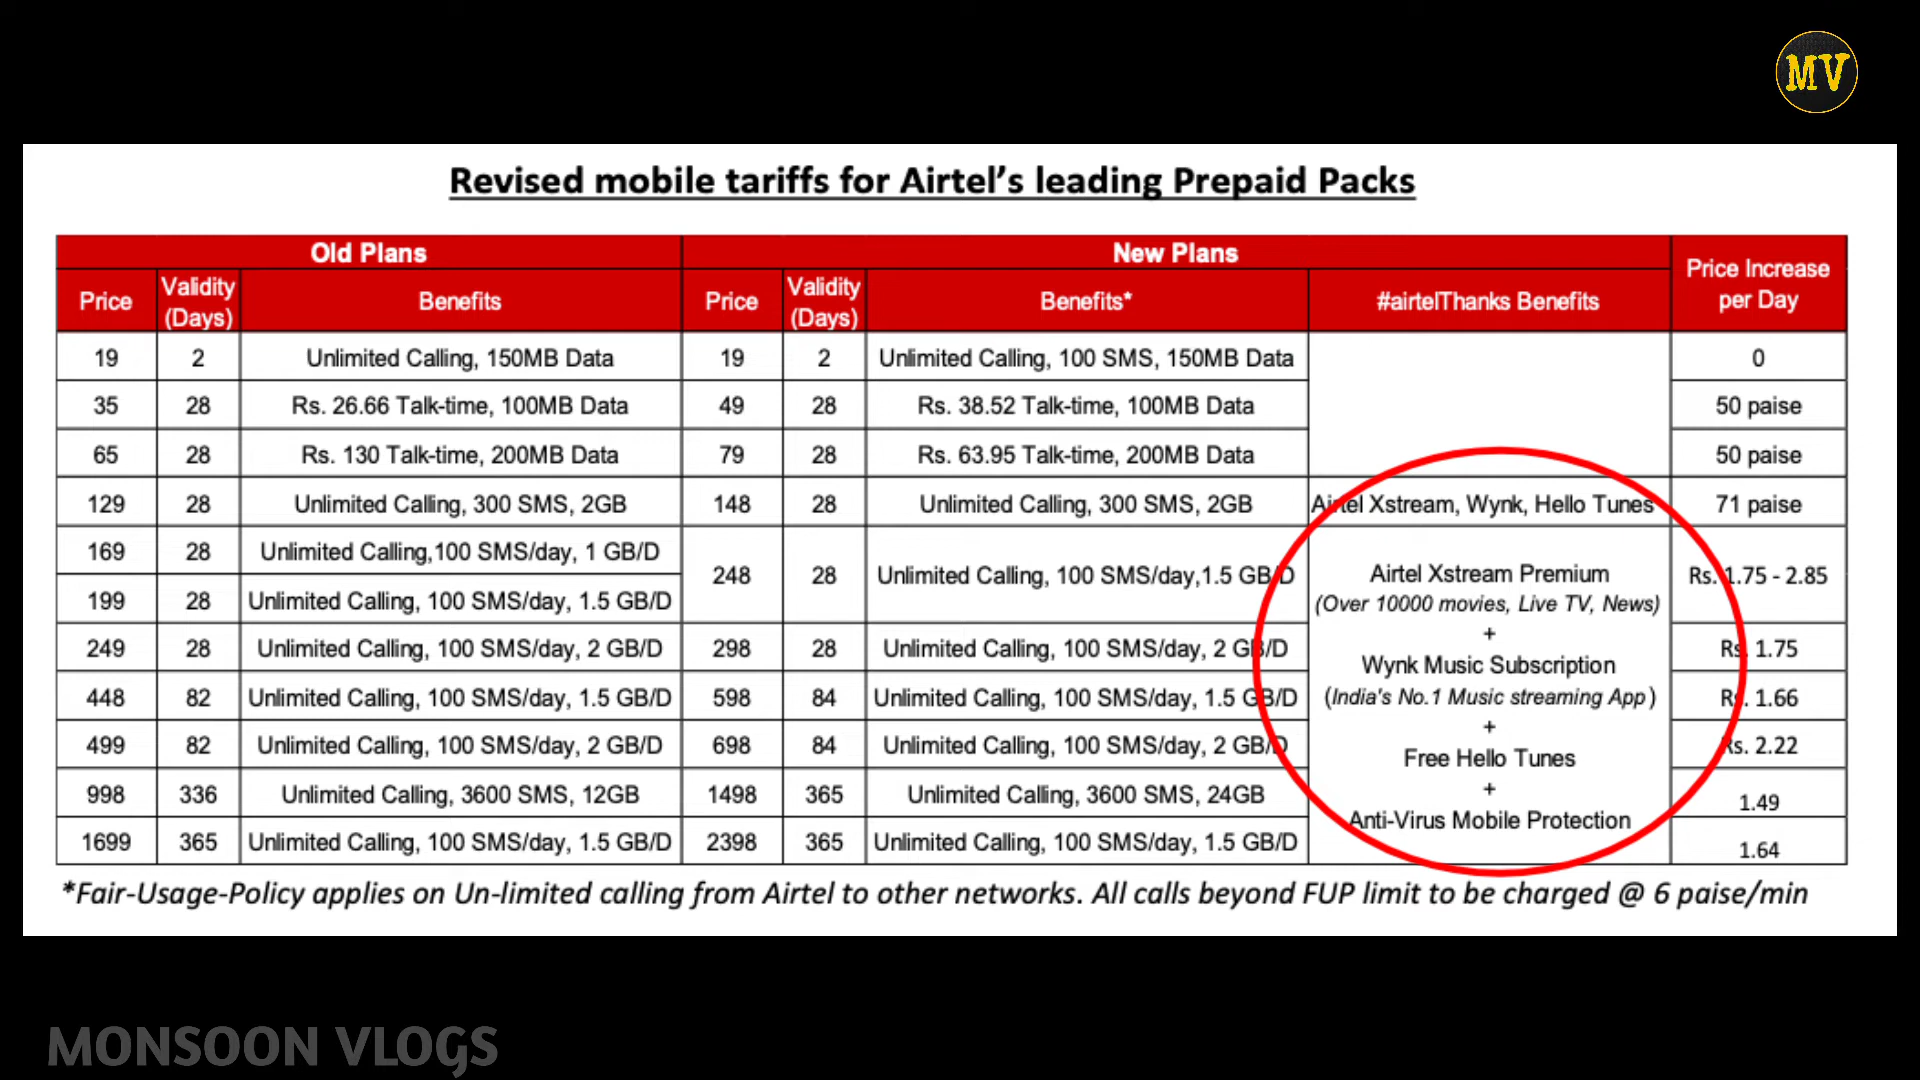 MV
Revised mobile tariffs for Airtel's leading Prepaid Packs
Old Plans New Plans Price Increase per Day
Price Validity (Days) Benefits Price Validity (Days) Benefits* #airtelThanks Benefits
19 2 Unlimited Calling, 150MB Data 19 2 Unlimited Calling, 100 SMS, 150MB Data 0
35 28 Rs. 26.66 Talk-time, 100MB Data 49 28 Rs. 38.52 Talk-time, 100MB Data 50 paise
65 28 Rs. 130 Talk-time, 200MB Data 79 28 Rs. 63.95 Talk-time, 200MB Data 50 paise
129 28 Unlimited Calling, 300 SMS, 2GB 148 28 Unlimited Calling, 300 SMS, 2GB Airtel Xstream, Wynk, Hello Tunes 71 paise
169 28 Unlimited Calling,100 SMS/day, 1 GB/D
248 28 Unlimited Calling, 100 SMS/day,1.5 GB/D Rs. 1.75 - 2.85
199 28 Unlimited Calling, 100 SMS/day, 1.5 GB/D
249 28 Unlimited Calling, 100 SMS/day, 2 GB/D 298 28 Unlimited Calling, 100 SMS/day, 2 GB/D Rs. 1.75
448 82 Unlimited Calling, 100 SMS/day, 1.5 GB/D 598 84 Unlimited Calling, 100 SMS/day, 1.5 GB/D Rs. 1.66
499 82 Unlimited Calling, 100 SMS/day, 2 GB/D 698 84 Unlimited Calling, 100 SMS/day, 2 GB/D Rs. 2.22
998 336 Unlimited Calling, 3600 SMS, 12GB 1498 365 Unlimited Calling, 3600 SMS, 24GB 1.49
1699 365 Unlimited Calling, 100 SMS/day, 1.5 GB/D 2398 365 Unlimited Calling, 100 SMS/day, 1.5 GB/D 1.64
Airtel Xstream Premium
(Over 10000 movies, Live TV, News)
+
Wynk Music Subscription
(India's No.1 Music streaming App)
+
Free Hello Tunes
+
Anti-Virus Mobile Protection
*Fair-Usage-Policy applies on Un-limited calling from Airtel to other networks. All calls beyond FUP limit to be charged @ 6 paise/min
MONSOON VLOGS